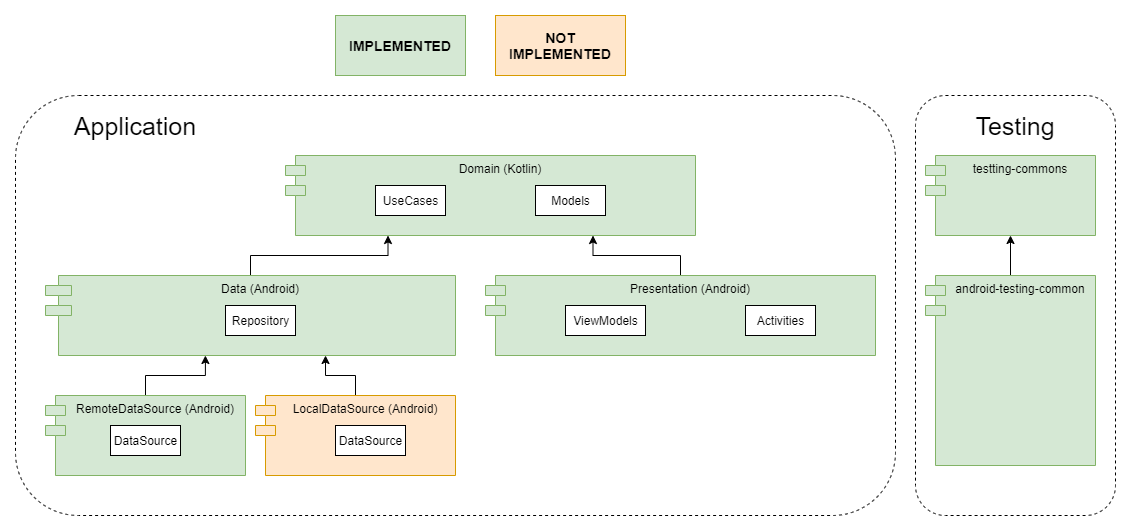 IMPLEMENTED
NOT
IMPLEMENTED
Application
Testing
Domain (Kotlin)
UseCases
Models
testting-commons
Data (Android)
Repository
Presentation (Android)
ViewModels
Activities
android-testing-common
RemoteDataSource (Android)
DataSource
LocalDataSource (Android)
DataSource